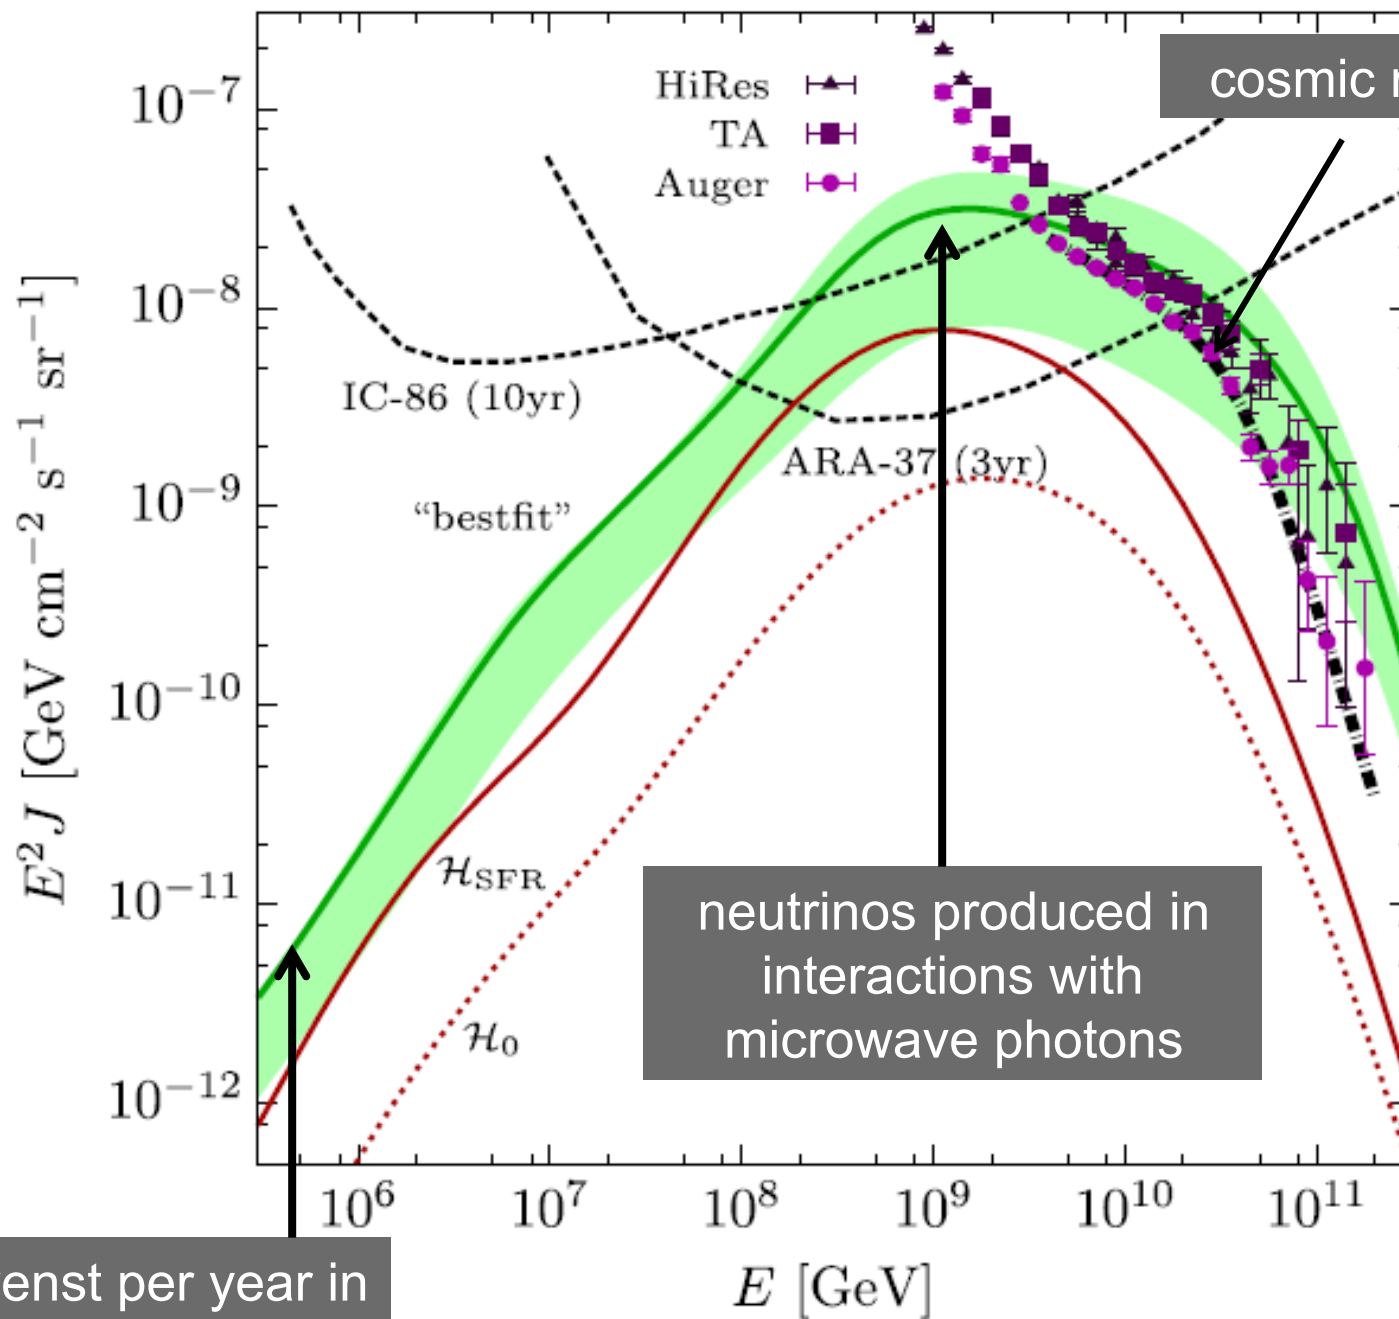 cosmic
HiRes
TA
Auger
10⁻⁷
10⁻⁸
10⁻⁹
10⁻¹⁰
10⁻¹¹
10⁻¹²
E²J [GeV cm⁻² s⁻¹ sr⁻¹]
IC-86 (10yr)
ARA-37 (3yr)
“bestfit”
ℋSFR
ℋ₀
neutrinos produced in
interactions with
microwave photons
10⁶ 10⁷ 10⁸ 10⁹ 10¹⁰ 10¹¹
E [GeV]
per year in